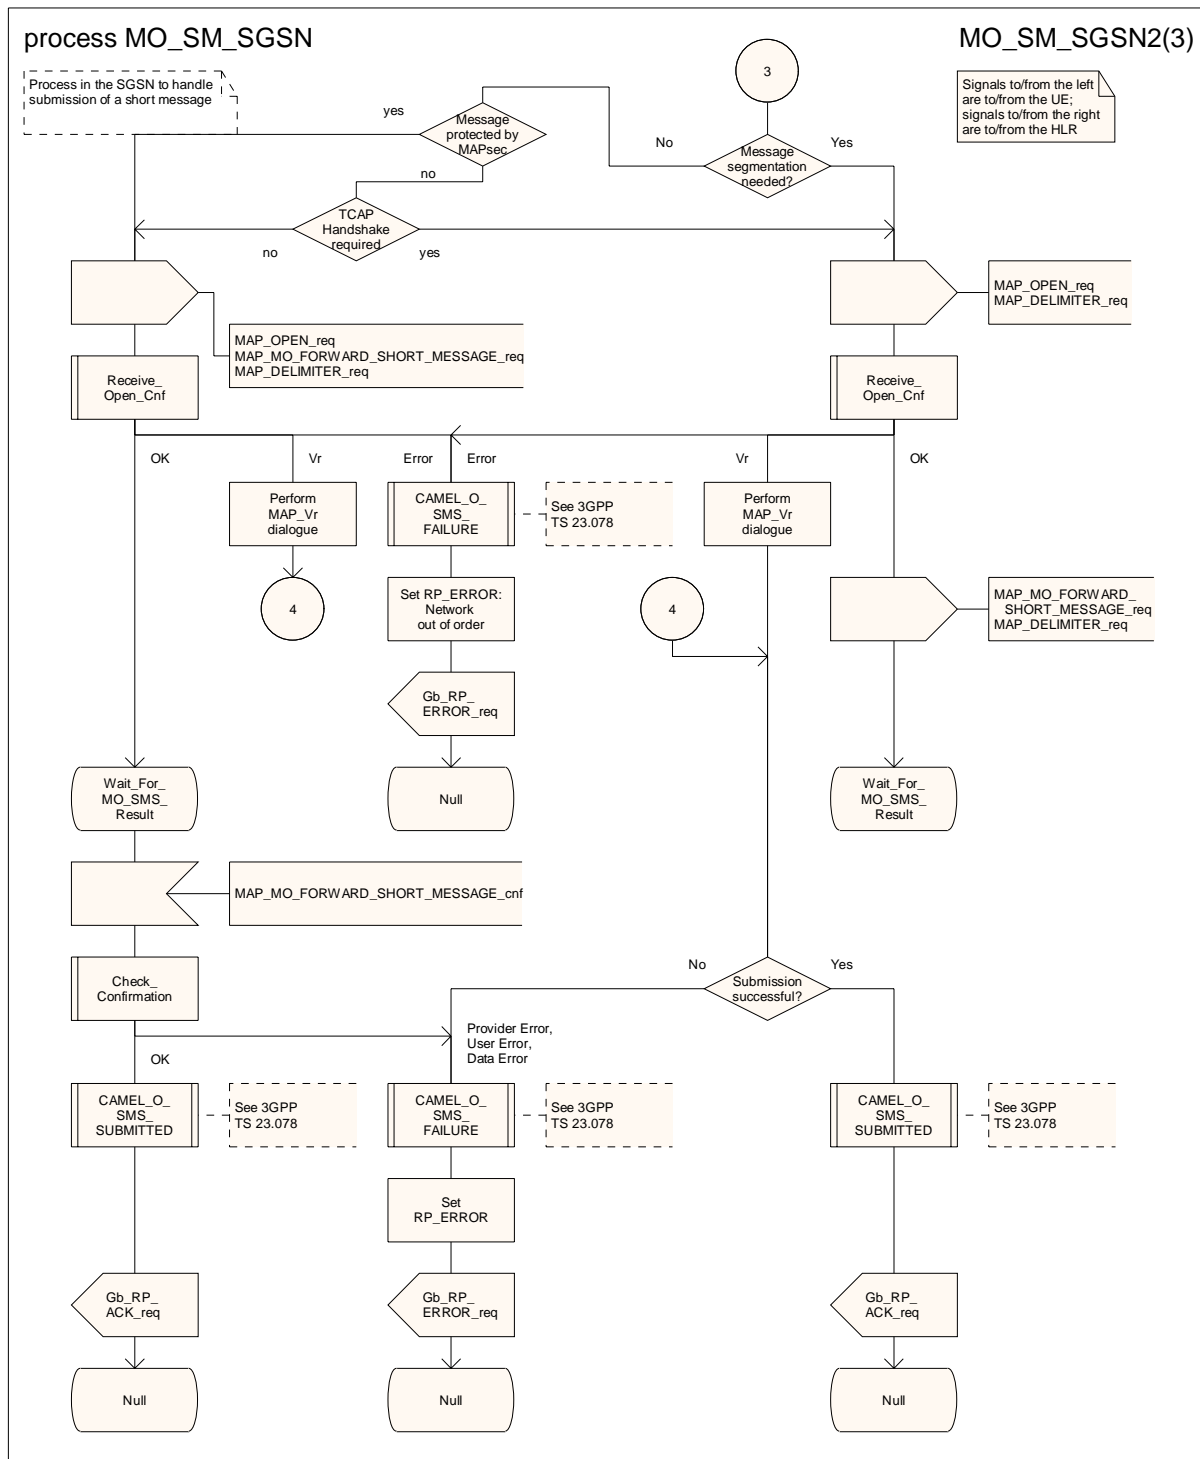 process MO_SM_SGSN
MO_SM_SGSN2(3)
Process in the SGSN to handle
submission of a short message
3
Signals to/from the left
are to/from the UE;
signals to/from the right
are to/from the HLR
yes
Message
protected by
MAPsec
No
Message
segmentation
needed?
Yes
no
TCAP
Handshake
required
no
yes
MAP_OPEN_req
MAP_DELIMITER_req
MAP_OPEN_req
MAP_MO_FORWARD_SHORT_MESSAGE_req
MAP_DELIMITER_req
Receive_
Open_Cnf
Receive_
Open_Cnf
OK
Vr
Error
Error
Vr
OK
Perform
MAP_Vr
dialogue
CAMEL_O_
SMS_
FAILURE
See 3GPP
TS 23.078
Perform
MAP_Vr
dialogue
4
Set RP_ERROR:
Network
out of order
4
MAP_MO_FORWARD_
SHORT_MESSAGE_req
MAP_DELIMITER_req
Gb_RP_
ERROR_req
Wait_For_
MO_SMS_
Result
Null
Wait_For_
MO_SMS_
Result
MAP_MO_FORWARD_SHORT_MESSAGE_cnf
Check_
Confirmation
No
Submission
successful?
Yes
Provider Error,
User Error,
Data Error
OK
CAMEL_O_
SMS_
SUBMITTED
See 3GPP
TS 23.078
CAMEL_O_
SMS_
FAILURE
See 3GPP
TS 23.078
CAMEL_O_
SMS_
SUBMITTED
See 3GPP
TS 23.078
Set
RP_ERROR
Gb_RP_
ACK_req
Gb_RP_
ERROR_req
Gb_RP_
ACK_req
Null
Null
Null